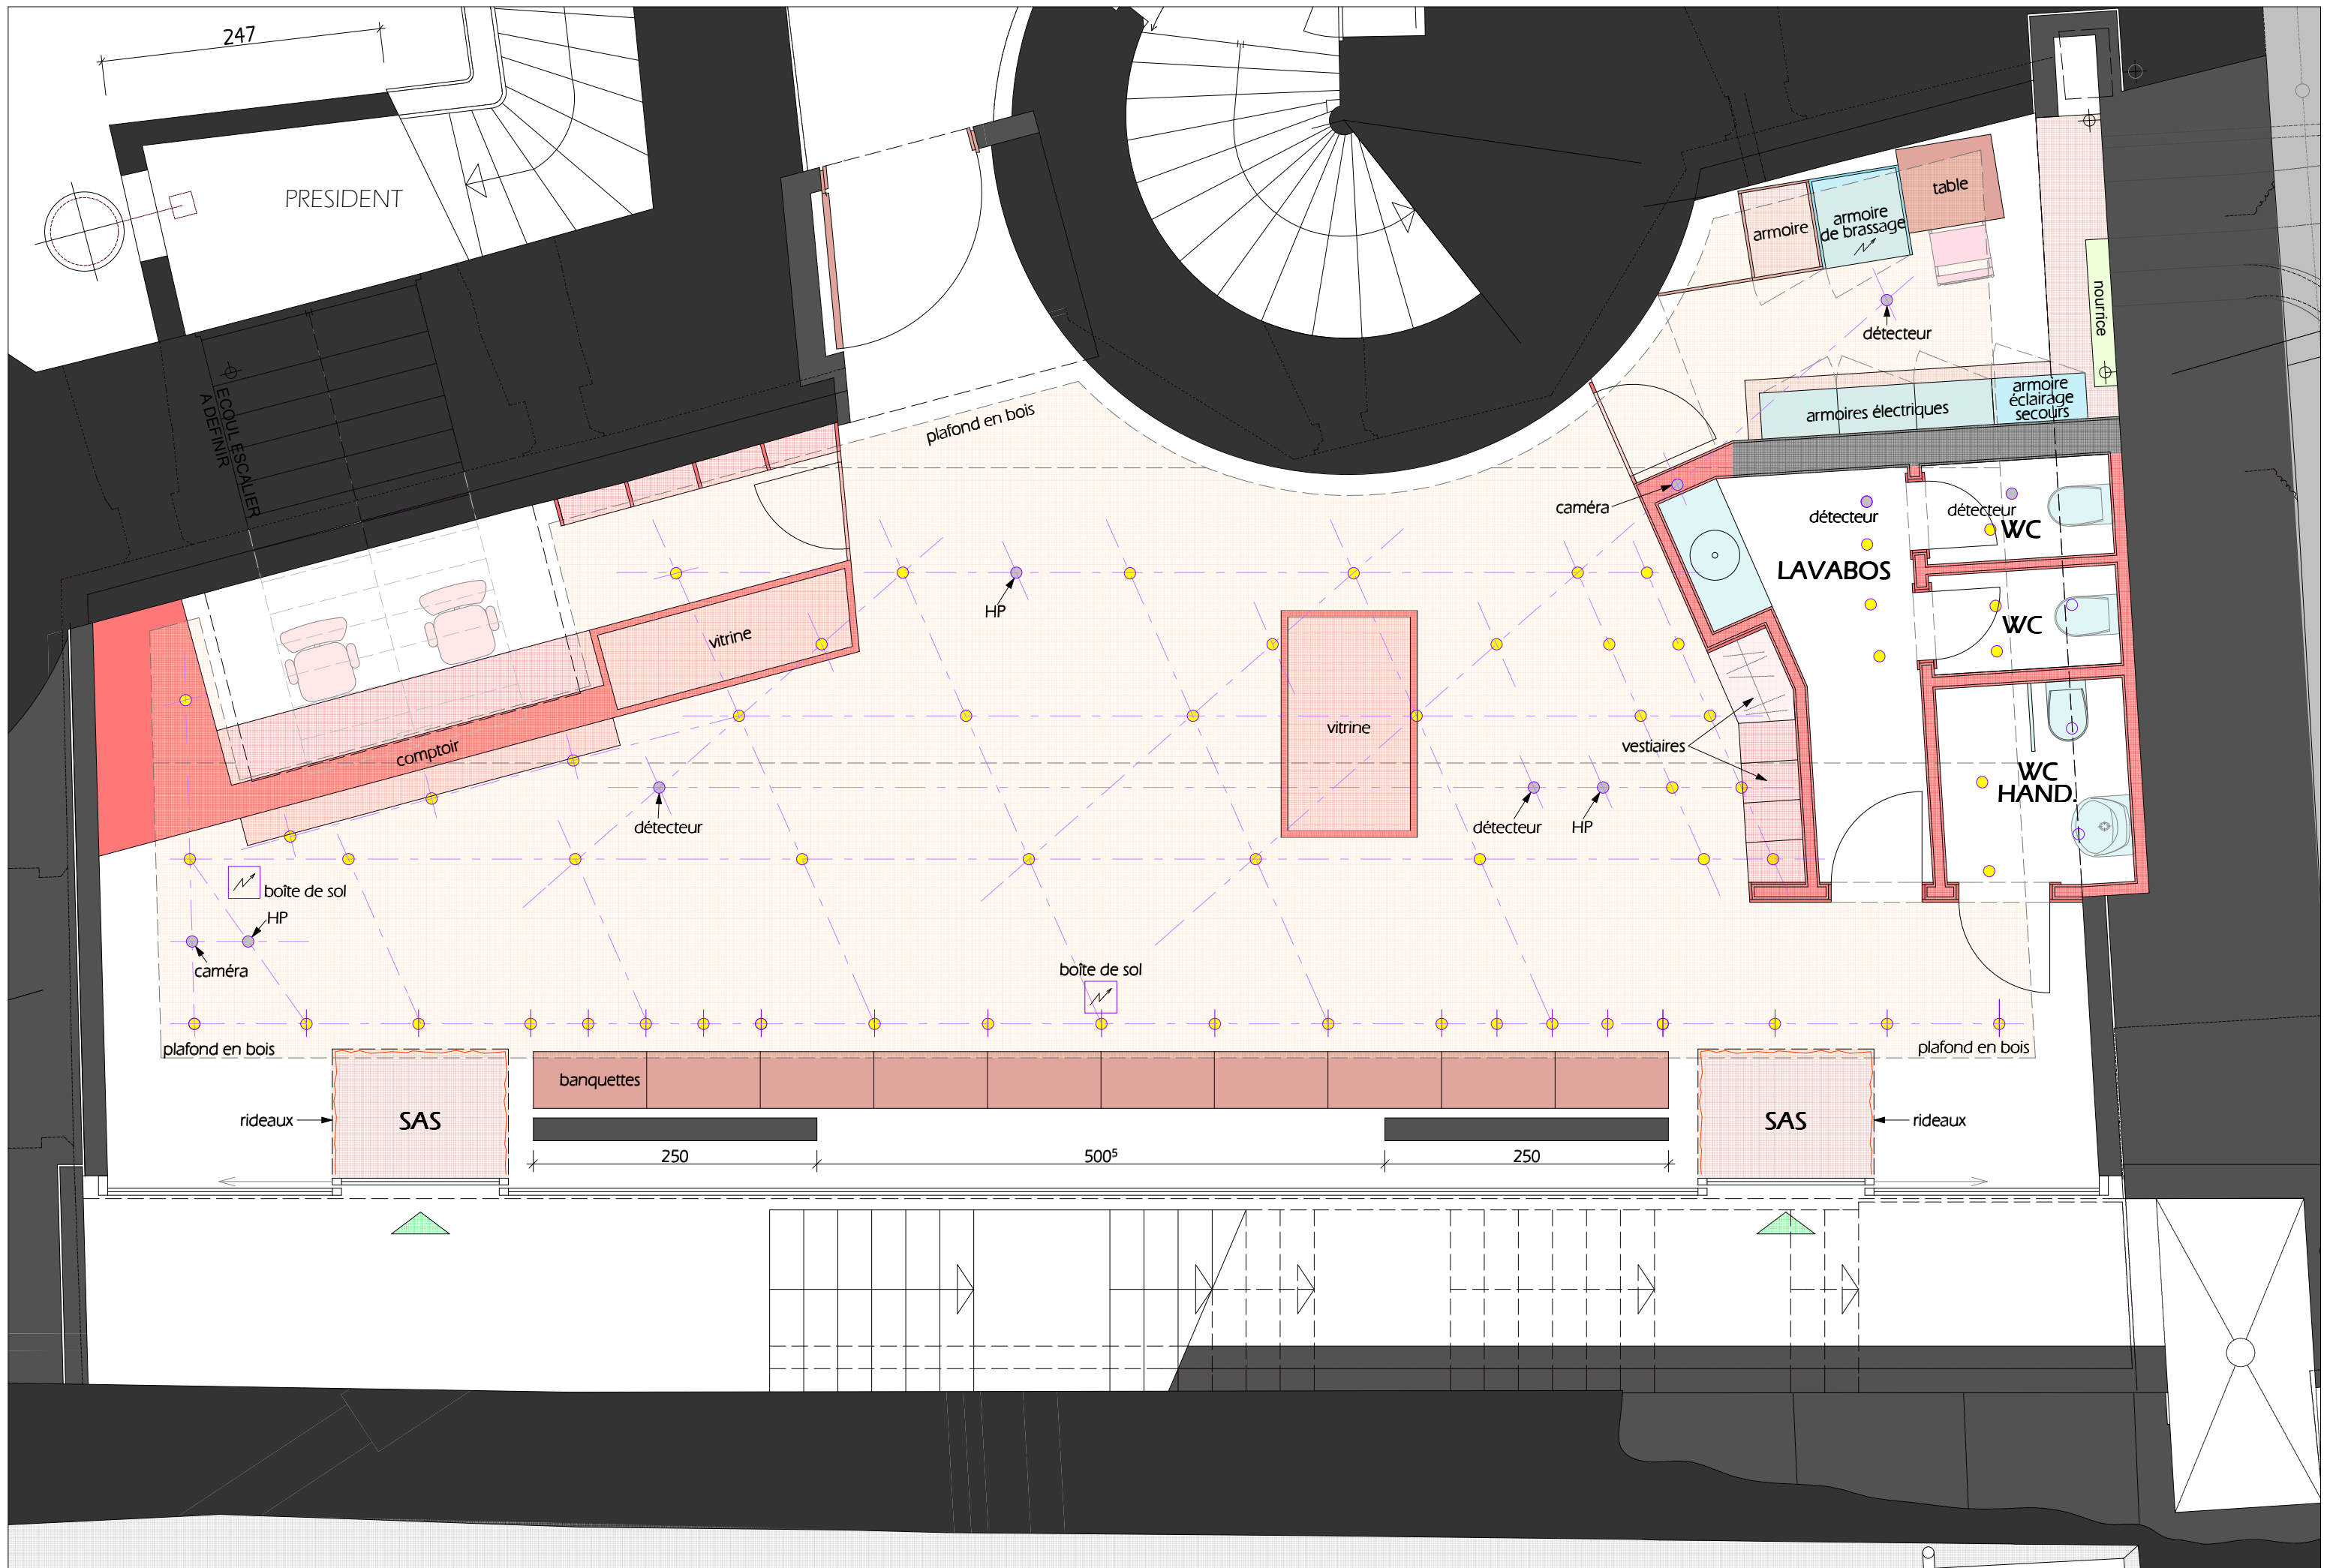 247
PRESIDENT
table
armoire
armoire
de brassage
nourrice
détecteur
ECOUL ESCALIER
A DEFINIR
plafond en bois
armoires électriques
armoire
éclairage
secours
caméra
détecteur
détecteur
WC
LAVABOS
HP
WC
vitrine
vitrine
comptoir
vestiaires
WC
HAND.
détecteur
détecteur
HP
boîte de sol
HP
caméra
boîte de sol
plafond en bois
plafond en bois
banquettes
rideaux
SAS
SAS
rideaux
250
500⁵
250